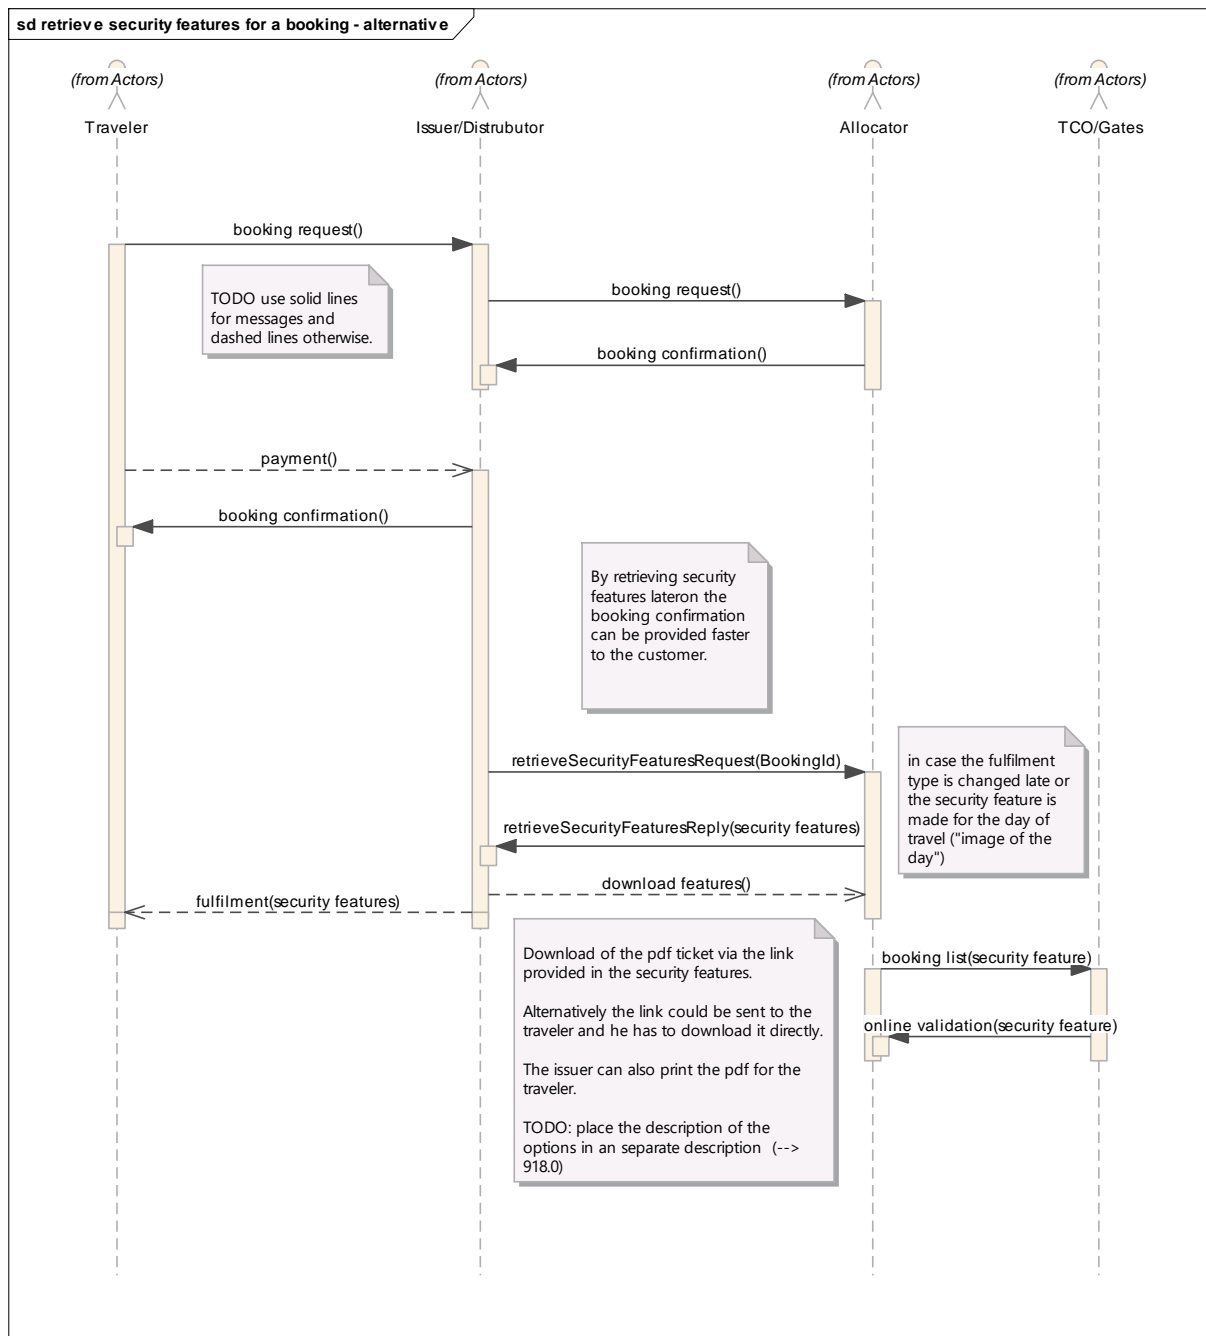 sd retrieve security features for a booking - alternative
(from Actors)
(from Actors)
(from Actors)
(from Actors)
Traveler
Issuer/Distrubutor
Allocator
TCO/Gates
booking request()
TODO use solid lines
for messages and
dashed lines otherwise.
booking request()
booking confirmation()
payment()
booking confirmation()
By retrieving security
features lateron the
booking confirmation
can be provided faster
to the customer.
retrieveSecurityFeaturesRequest(BookingId)
in case the fulfilment
type is changed late or
the security feature is
made for the day of
travel ("image of the
day")
retrieveSecurityFeaturesReply(security features)
download features()
fulfilment(security features)
Download of the pdf ticket via the link
provided in the security features.
Alternatively the link could be sent to the
traveler and he has to download it directly.
The issuer can also print the pdf for the
traveler.
TODO: place the description of the
options in an separate description (-->
918.0)
booking list(security feature)
online validation(security feature)